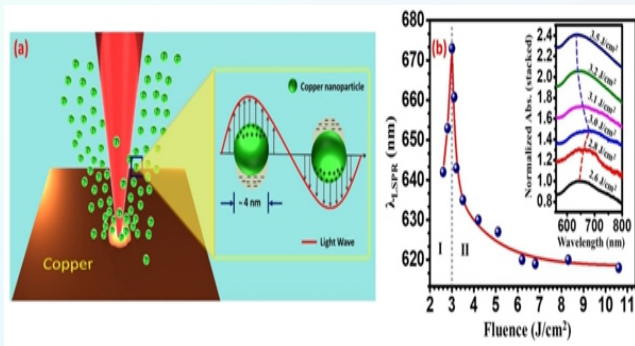 (a)
Copper nanoparticle
~ 4 nm
Light Wave
Copper
(b)
λLSPR (nm)
680
670
660
650
640
630
620
I
II
2 3 4 5 6 7 8 9 10 11
Fluence (J/cm²)
Normalized Abs. (stacked)
2.4
2.2
2.0
1.8
1.6
1.4
1.2
1.0
0.8
3.5 J/cm²
3.2 J/cm²
3.1 J/cm²
3.0 J/cm²
2.8 J/cm²
2.6 J/cm²
600 700 800
Wavelength (nm)